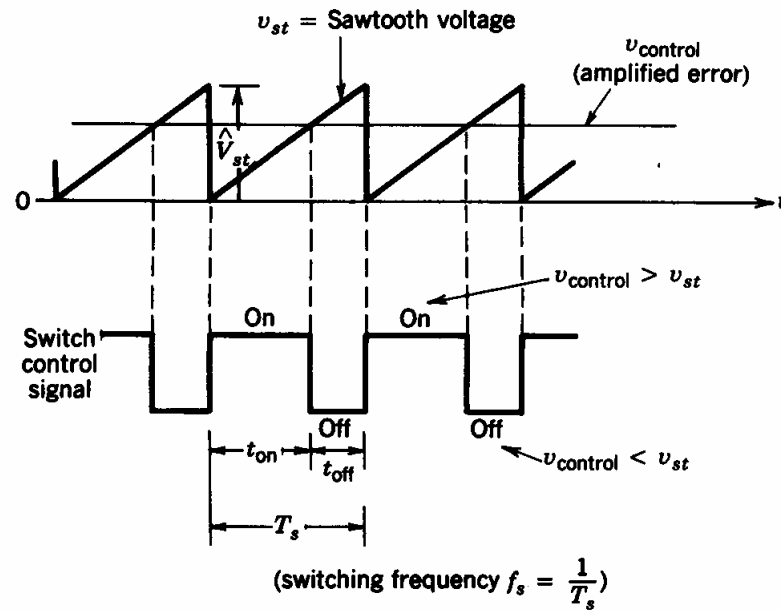 v_st = Sawtooth voltage
v_control
(amplified error)
V̂_st
0
t
v_control > v_st
On
On
Switch
control
signal
Off
Off
t_on
t_off
v_control < v_st
T_s
(switching frequency f_s = 1/T_s)